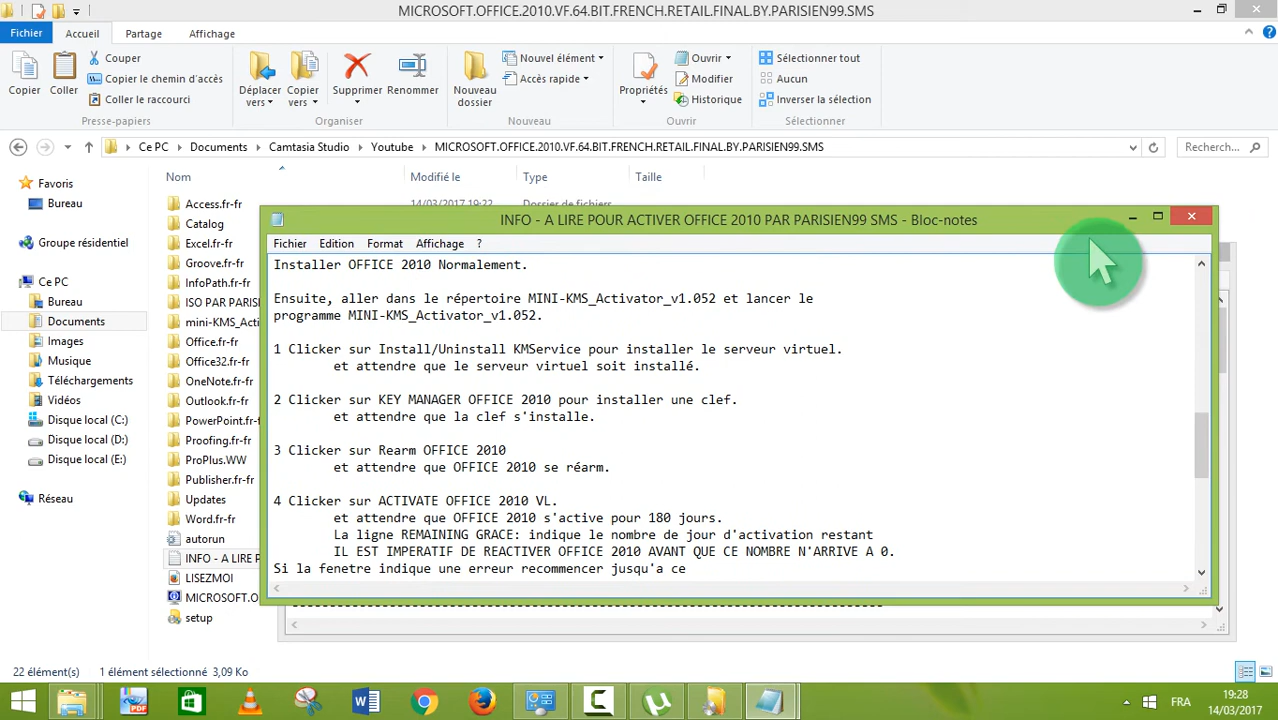 MICROSOFT.OFFICE.2010.VF.64.BIT.FRENCH.RETAIL.FINAL.BY.PARISIEN99.SMS
Fichier Accueil Partage Affichage
Copier
Coller
Couper
Copier le chemin d'accès
Coller le raccourci
Presse-papiers
Déplacer vers
Copier vers
Supprimer
Renommer
Organiser
Nouveau dossier
Nouvel élément
Accès rapide
Nouveau
Propriétés
Ouvrir
Modifier
Historique
Ouvrir
Sélectionner tout
Aucun
Inverser la sélection
Sélectionner
Ce PC Documents Camtasia Studio Youtube MICROSOFT.OFFICE.2010.VF.64.BIT.FRENCH.RETAIL.FINAL.BY.PARISIEN99.SMS
Recherch...
Favoris
Bureau
Groupe résidentiel
Ce PC
Bureau
Documents
Images
Musique
Téléchargements
Vidéos
Disque local (C:)
Disque local (D:)
Disque local (E:)
Réseau
Nom Modifié le Type Taille
Access.fr-fr 14/03/2017 19:22 Dossier de fichiers
Catalog
Excel.fr-fr
Groove.fr-fr
InfoPath.fr-fr
ISO PAR PARISI
mini-KMS_Acti
Office.fr-fr
Office32.fr-fr
OneNote.fr-fr
Outlook.fr-fr
PowerPoint.fr-f
Proofing.fr-fr
ProPlus.WW
Publisher.fr-fr
Updates
Word.fr-fr
autorun
INFO - A LIRE P
LISEZMOI
MICROSOFT.O
setup
INFO - A LIRE POUR ACTIVER OFFICE 2010 PAR PARISIEN99 SMS - Bloc-notes
Fichier Edition Format Affichage ?
Installer OFFICE 2010 Normalement.
Ensuite, aller dans le répertoire MINI-KMS_Activator_v1.052 et lancer le
programme MINI-KMS_Activator_v1.052.
1 Clicker sur Install/Uninstall KMService pour installer le serveur virtuel.
et attendre que le serveur virtuel soit installé.
2 Clicker sur KEY MANAGER OFFICE 2010 pour installer une clef.
et attendre que la clef s'installe.
3 Clicker sur Rearm OFFICE 2010
et attendre que OFFICE 2010 se réarm.
4 Clicker sur ACTIVATE OFFICE 2010 VL.
et attendre que OFFICE 2010 s'active pour 180 jours.
La ligne REMAINING GRACE: indique le nombre de jour d'activation restant
IL EST IMPERATIF DE REACTIVER OFFICE 2010 AVANT QUE CE NOMBRE N'ARRIVE A 0.
Si la fenetre indique une erreur recommencer jusqu'a ce
22 élément(s) 1 élément sélectionné 3,09 Ko
FRA
19:28
14/03/2017